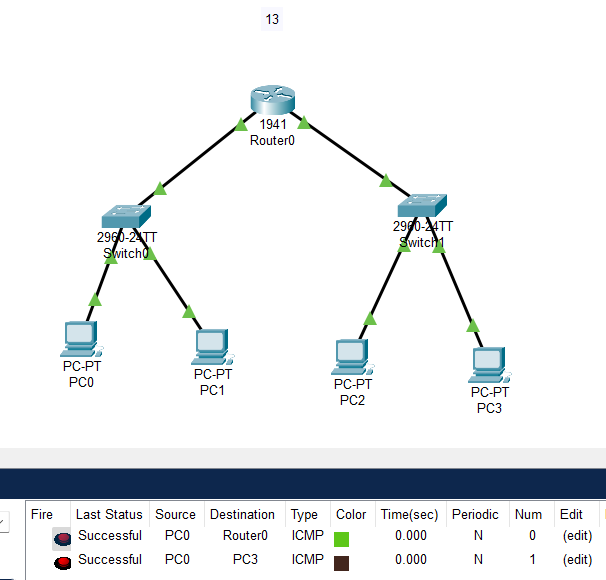 13
1941
Router0
2960-24TT
Switch0
2960-24TT
Switch1
PC-PT
PC0
PC-PT
PC1
PC-PT
PC2
PC-PT
PC3
Fire Last Status Source Destination Type Color Time(sec) Periodic Num Edit
Successful PC0 Router0 ICMP 0.000 N 0 (edit)
Successful PC0 PC3 ICMP 0.000 N 1 (edit)